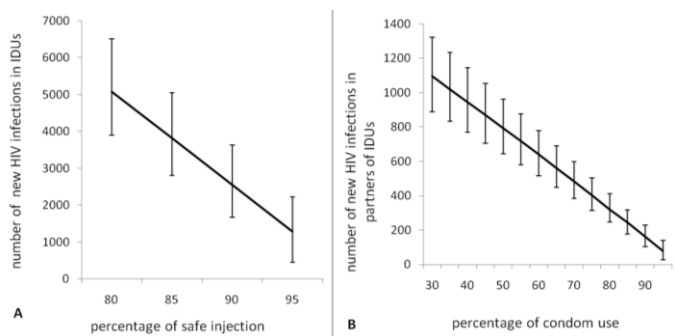 7000
6000
5000
4000
3000
2000
1000
0
number of new HIV infections in IDUs
80 85 90 95
A
percentage of safe injection
1400
1200
1000
800
600
400
200
0
number of new HIV infections in
partners of IDUs
30 40 50 60 70 80 90
B
percentage of condom use